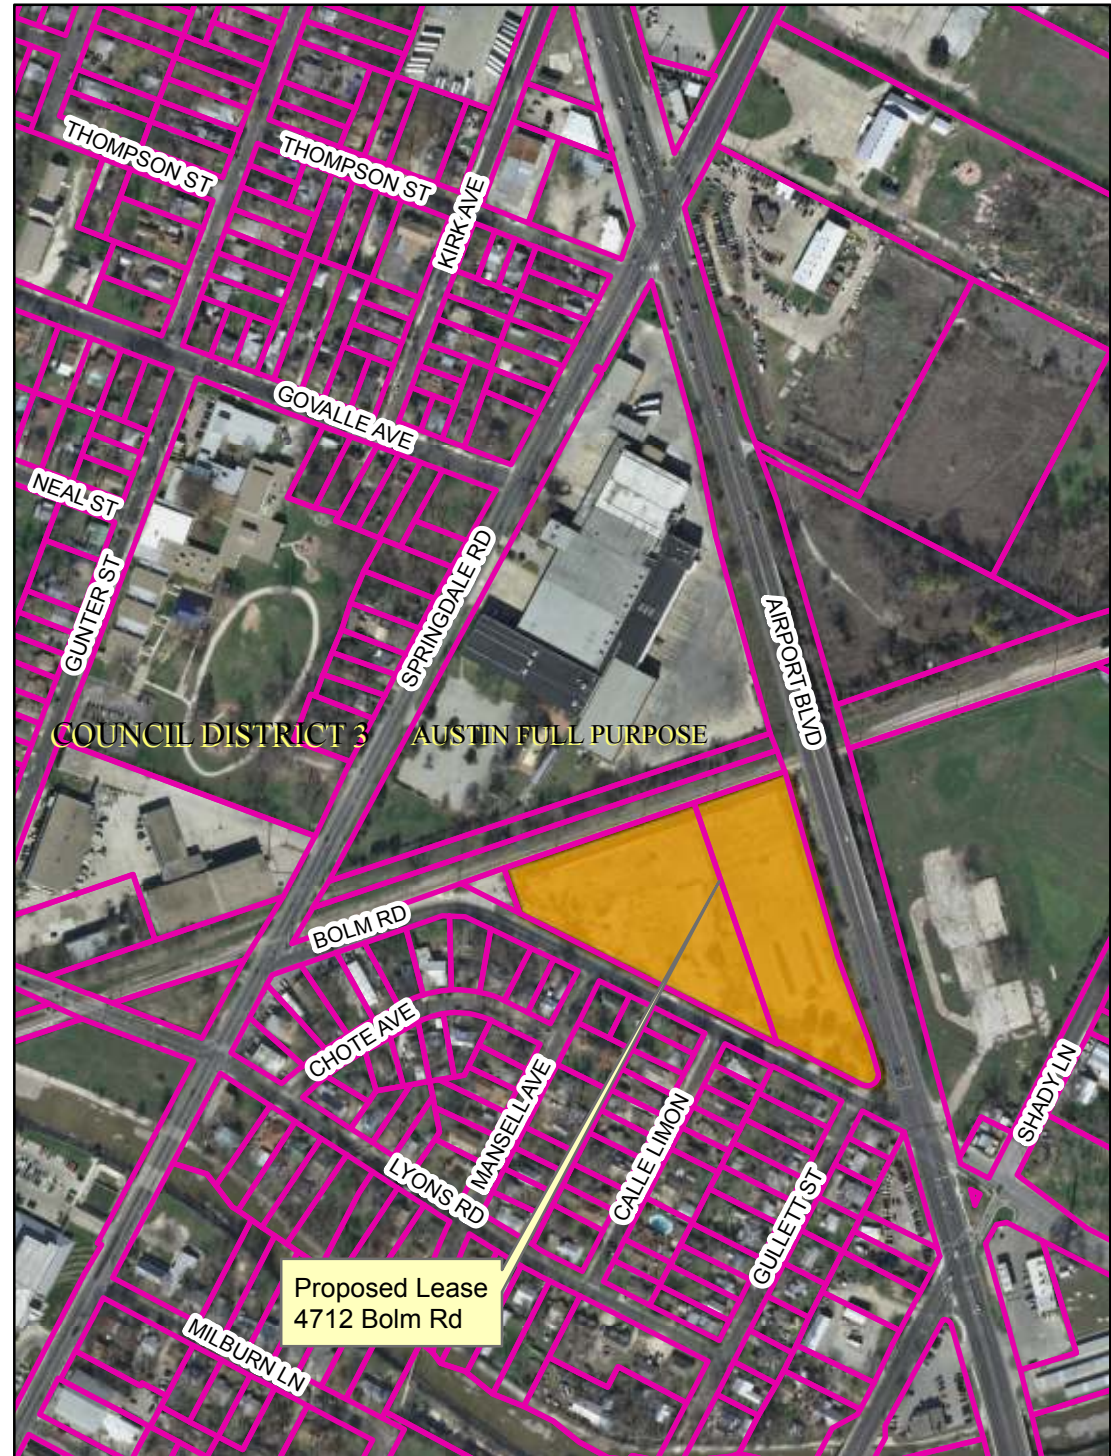 THOMPSON ST
THOMPSON ST
KIRK AVE
GOVALLE AVE
NEAL ST
GUNTER ST
SPRINGDALE RD
AIRPORT BLVD
COUNCIL DISTRICT 3
AUSTIN FULL PURPOSE
BOLM RD
CHOTE AVE
MANSELL AVE
CALLE LIMON
SHADY LN
LYONS RD
GULLETT ST
Proposed Lease
4712 Bolm Rd
MILBURN LN